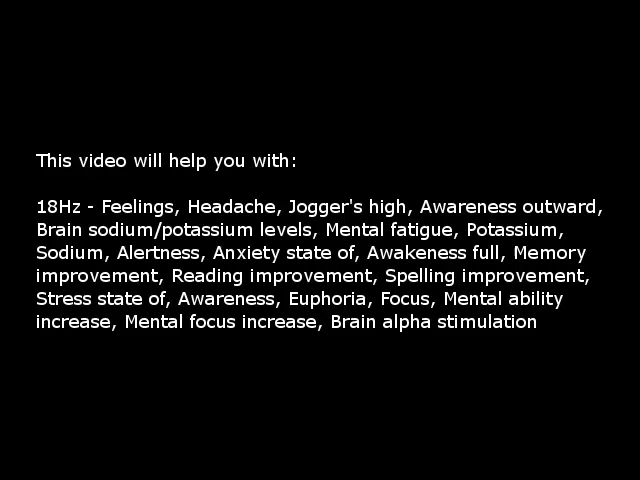 This video will help you with:
18Hz - Feelings, Headache, Jogger's high, Awareness outward,
Brain sodium/potassium levels, Mental fatigue, Potassium,
Sodium, Alertness, Anxiety state of, Awakeness full, Memory
improvement, Reading improvement, Spelling improvement,
Stress state of, Awareness, Euphoria, Focus, Mental ability
increase, Mental focus increase, Brain alpha stimulation